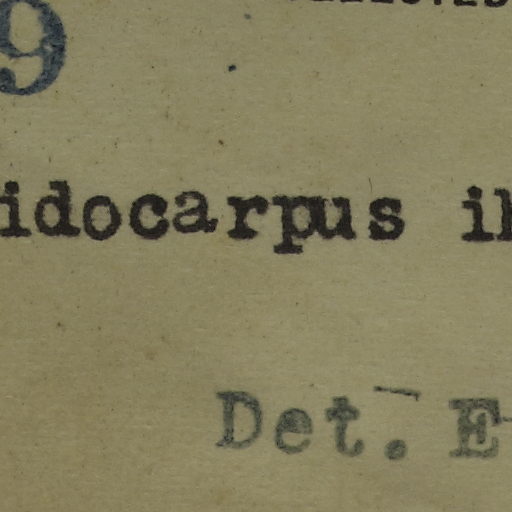 9
idocarpus
Det. E